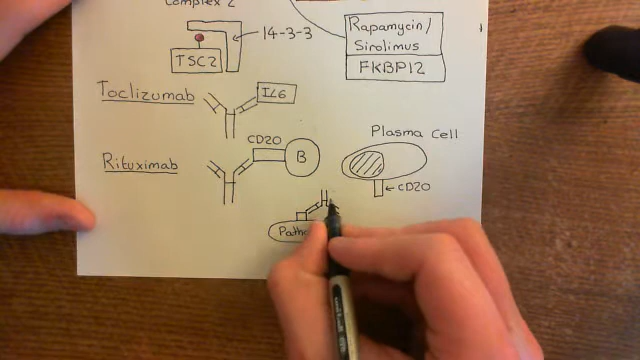 Complex 2
14-3-3
TSC2
Rapamycin/
Sirolimus
FKBP12
Toclizumab
IL6
Rituximab
CD20
B
Plasma Cell
CD20